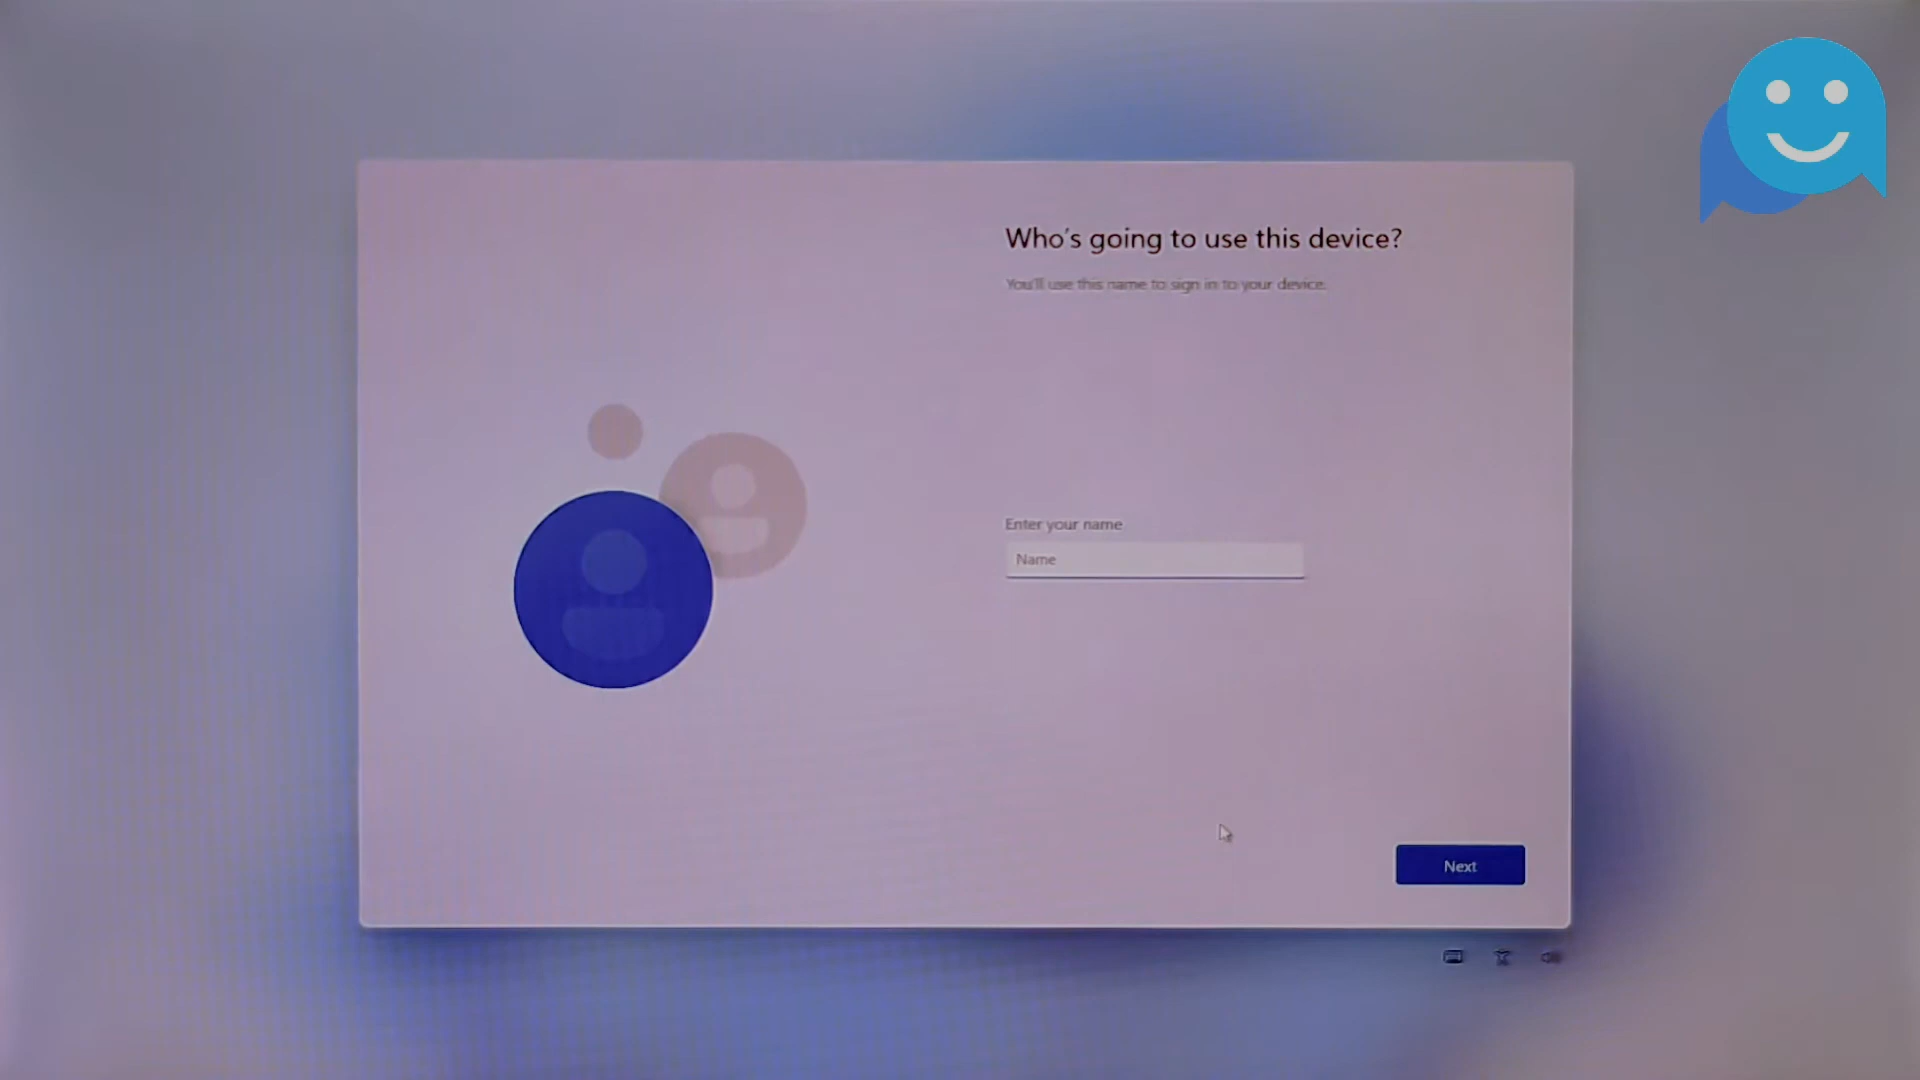 Who's going to use this device?
You'll use this name to sign in to your device.
Enter your name
Name
Next